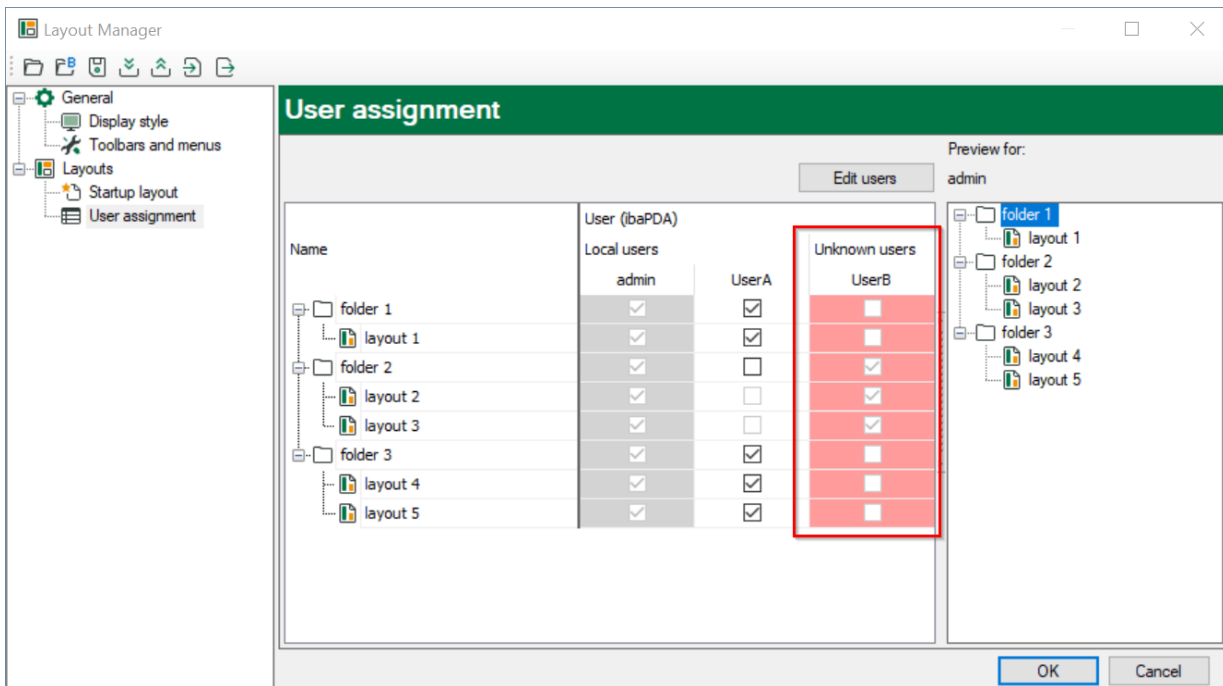 Layout Manager
General
Display style
Toolbars and menus
Layouts
Startup layout
User assignment
User assignment
Edit users
Preview for:
admin
Name
User (ibaPDA)
Local users
Unknown users
admin
UserA
UserB
folder 1
layout 1
folder 2
layout 2
layout 3
folder 3
layout 4
layout 5
folder 1
layout 1
folder 2
layout 2
layout 3
folder 3
layout 4
layout 5
OK
Cancel